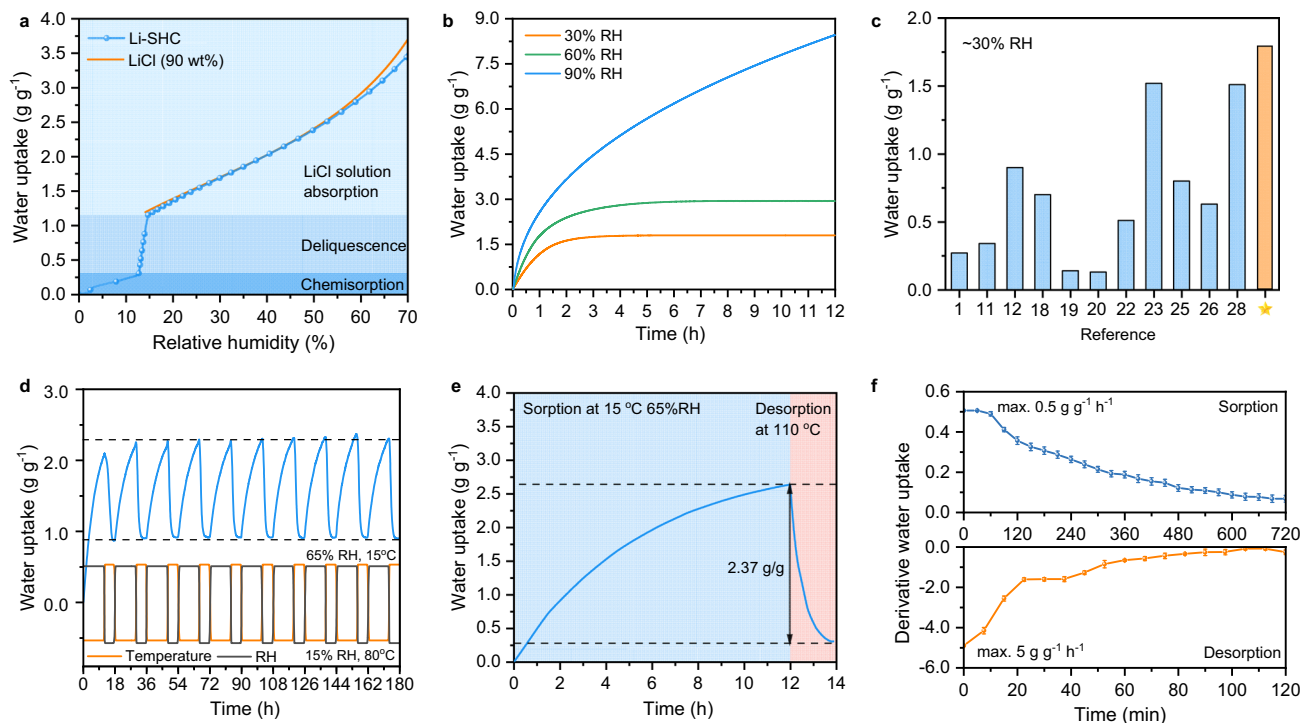 a
4.0
3.5
3.0
2.5
2.0
1.5
1.0
0.5
0.0
Water uptake (g g⁻¹)
Li-SHC
LiCl (90 wt%)
LiCl solution
absorption
Deliquescence
Chemisorption
0 10 20 30 40 50 60 70
Relative humidity (%)
b
9.0
7.5
6.0
4.5
3.0
1.5
0.0
Water uptake (g g⁻¹)
30% RH
60% RH
90% RH
0 1 2 3 4 5 6 7 8 9 10 11 12
Time (h)
c
2.0
1.5
1.0
0.5
0.0
Water uptake (g g⁻¹)
~30% RH
1 11 12 18 19 20 22 23 25 26 28
Reference
d
3.0
2.0
1.0
0.0
Water uptake (g g⁻¹)
65% RH, 15ºC
Temperature
RH
15% RH, 80ºC
0 18 36 54 72 90 108 126 144 162 180
Time (h)
e
4.0
3.5
3.0
2.5
2.0
1.5
1.0
0.5
0.0
Water uptake (g g⁻¹)
Sorption at 15 ºC 65%RH
Desorption
at 110 ºC
2.37 g/g
0 2 4 6 8 10 12 14
Time (h)
f
0.6
0.4
0.2
0.0
Derivative water uptake
max. 0.5 g g⁻¹ h⁻¹
Sorption
0 120 240 360 480 600 720
0.0
-2.0
-4.0
-6.0
max. 5 g g⁻¹ h⁻¹
Desorption
0 20 40 60 80 100 120
Time (min)